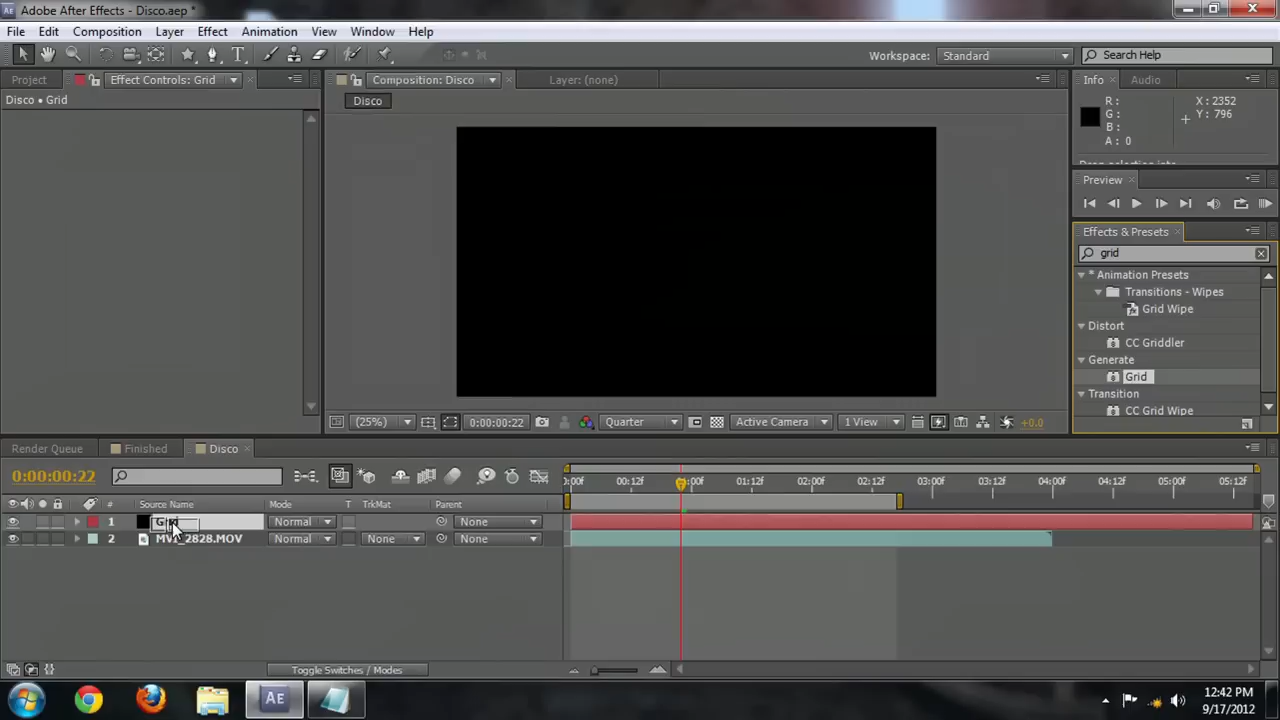 Adobe After Effects - Disco.aep *
File Edit Composition Layer Effect Animation View Window Help
Workspace: Standard Search Help
Project Effect Controls: Grid Composition: Disco Layer: (none) Info Audio
Disco • Grid Disco
R: X: 2352
G: Y: 796
B:
A: 0
Preview
Effects & Presets
grid
* Animation Presets
Transitions - Wipes
Grid Wipe
Distort
CC Griddler
Generate
Grid
Transition
CC Grid Wipe
(25%) 0:00:00:22 Quarter Active Camera 1 View +0.0
Render Queue Finished Disco
0:00:00:22
:00f 00:12f :00f 01:12f 02:00f 02:12f 03:00f 03:12f 04:00f 04:12f 05:00f 05:12f
# Source Name Mode T TrkMat Parent
1 Grid Normal None
2 MVI_2828.MOV Normal None None
Toggle Switches / Modes
12:42 PM
9/17/2012